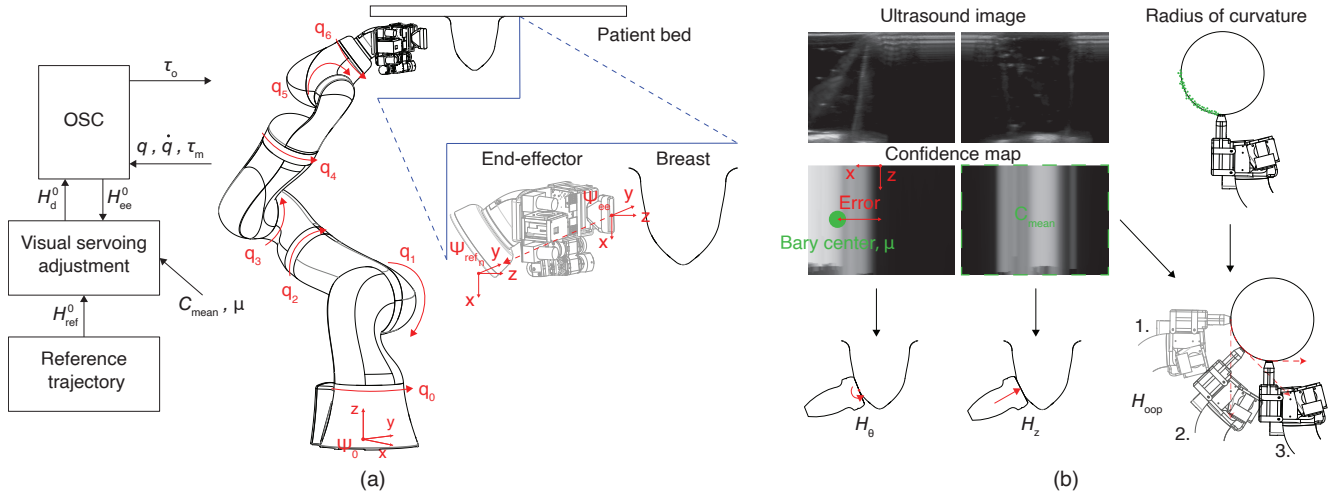 OSC
τo
q , q̇ , τm
H0d
H0ee
Visual servoing
adjustment
Cmean , μ
H0ref
Reference
trajectory
q6
q5
q4
q3
q2
q1
q0
z
y
x
Ψ0
Patient bed
End-effector
Breast
Ψee
y
z
x
Ψrefn
y
z
x
(a)
Ultrasound image
Radius of curvature
Confidence map
x
z
Error
Bary center, μ
Cmean
Hθ
Hz
1.
Hoop
2.
3.
(b)